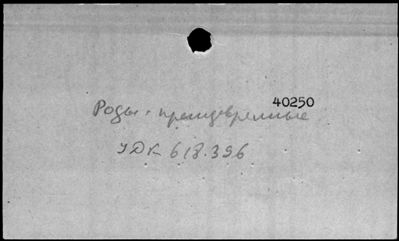 40250
Роды - преждевременные
УДК 618.396